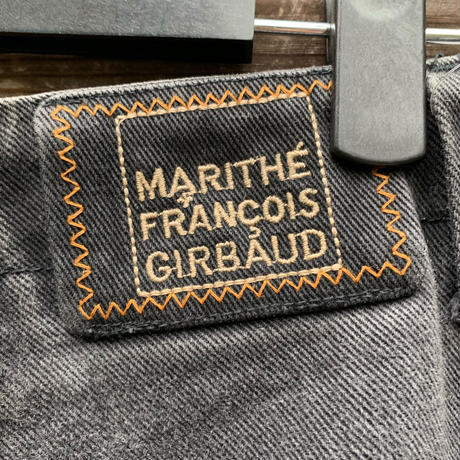 MARITHÉ
+
FRANÇOIS
GIRBAUD